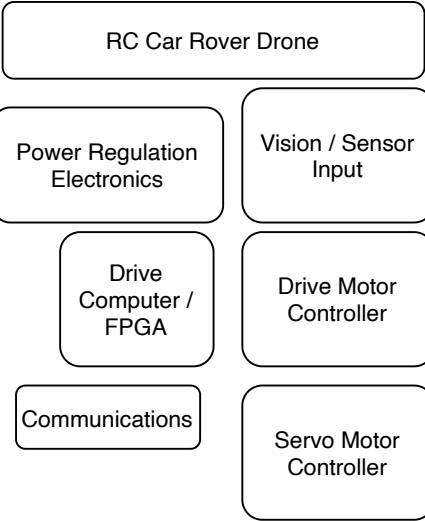 RC Car Rover Drone
Power Regulation
Electronics
Vision / Sensor
Input
Drive
Computer /
FPGA
Drive Motor
Controller
Communications
Servo Motor
Controller